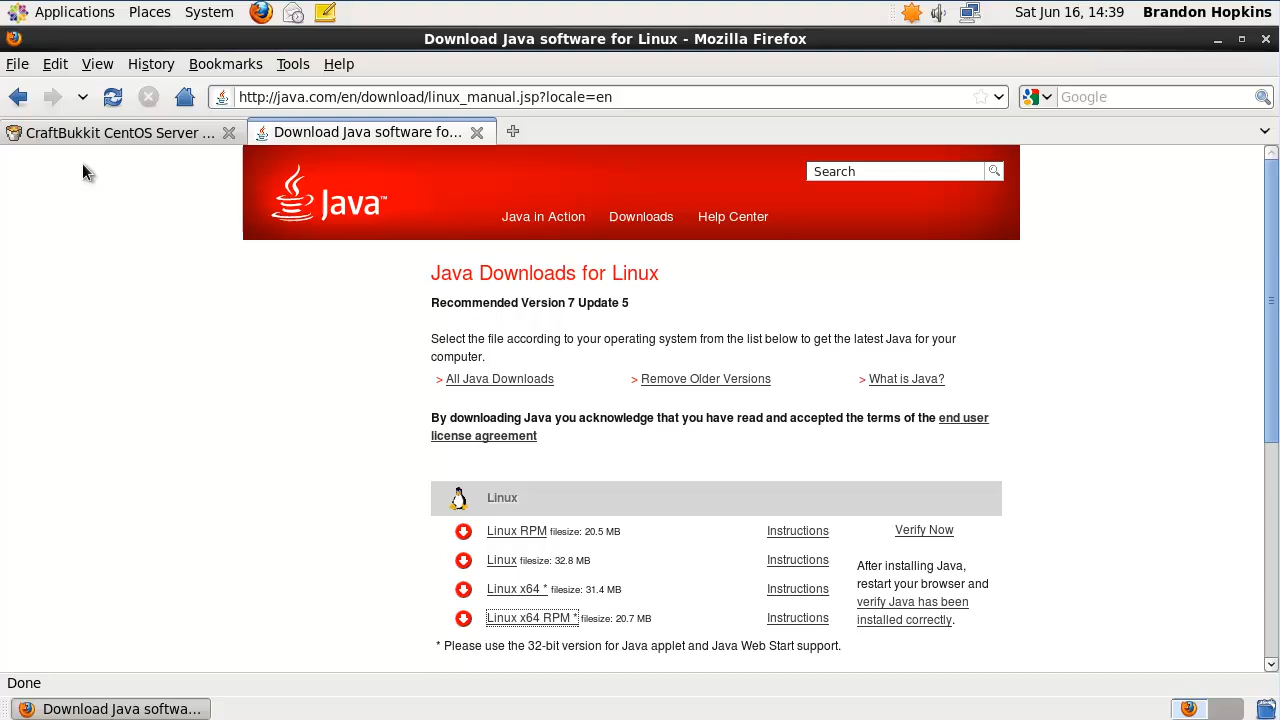 Applications Places System Sat Jun 16, 14:39 Brandon Hopkins
Download Java software for Linux - Mozilla Firefox
File Edit View History Bookmarks Tools Help
http://java.com/en/download/linux_manual.jsp?locale=en Google
CraftBukkit CentOS Server ... Download Java software fo...
Search
Java™
Java in Action Downloads Help Center
Java Downloads for Linux
Recommended Version 7 Update 5
Select the file according to your operating system from the list below to get the latest Java for your
computer.
> All Java Downloads > Remove Older Versions > What is Java?
By downloading Java you acknowledge that you have read and accepted the terms of the end user
license agreement
Linux
Linux RPM filesize: 20.5 MB Instructions Verify Now
Linux filesize: 32.8 MB Instructions
Linux x64 * filesize: 31.4 MB Instructions
Linux x64 RPM * filesize: 20.7 MB Instructions
After installing Java,
restart your browser and
verify Java has been
installed correctly.
* Please use the 32-bit version for Java applet and Java Web Start support.
Done
Download Java softwa...